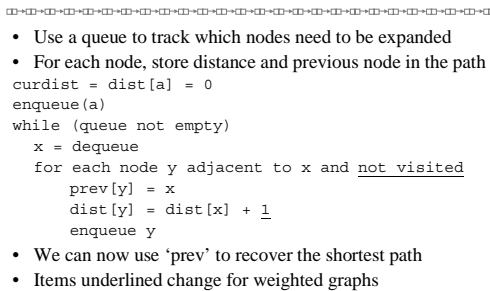 • Use a queue to track which nodes need to be expanded
• For each node, store distance and previous node in the path
curdist = dist[a] = 0
enqueue(a)
while (queue not empty)
x = dequeue
for each node y adjacent to x and not visited
prev[y] = x
dist[y] = dist[x] + 1
enqueue y
• We can now use ‘prev’ to recover the shortest path
• Items underlined change for weighted graphs